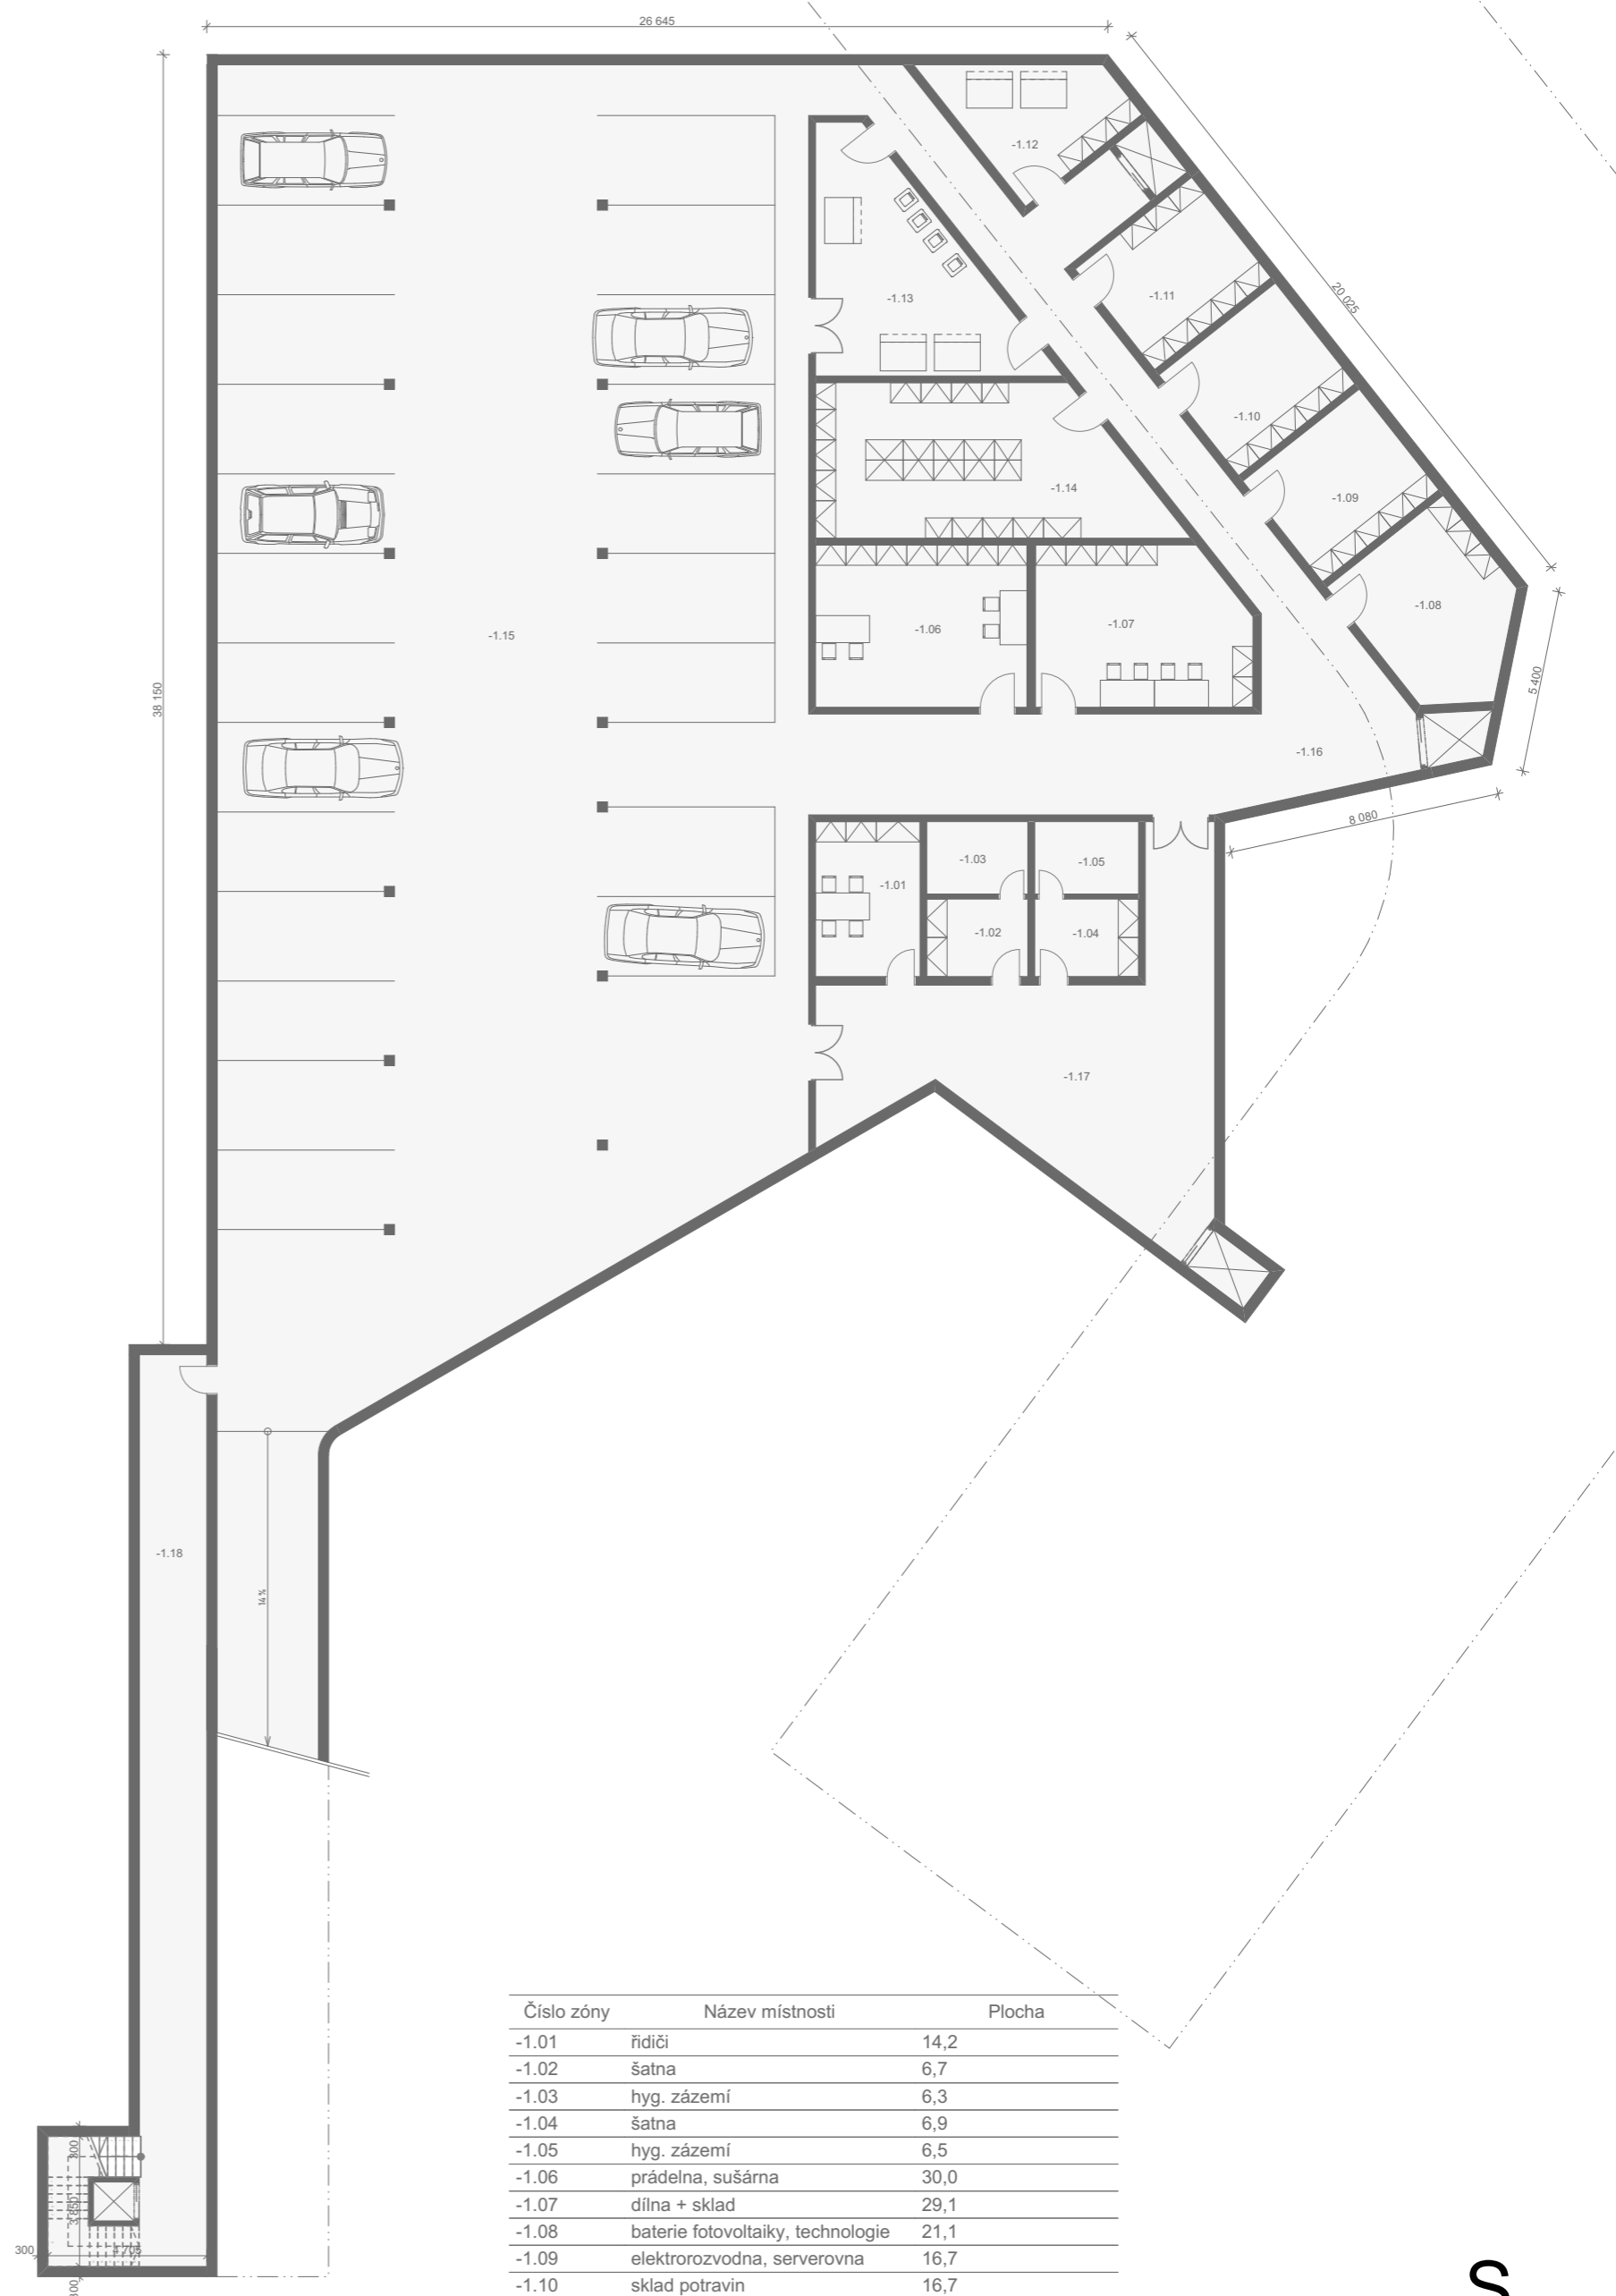 26 645
-1.12
20 025
-1.13
-1.11
-1.10
-1.14
-1.09
-1.08
-1.06
-1.07
-1.15
38 150
5 400
-1.16
8 080
-1.03
-1.05
-1.01
-1.02
-1.04
-1.17
-1.18
14 %
Číslo zóny Název místnosti Plocha
-1.01 řidiči 14,2
-1.02 šatna 6,7
-1.03 hyg. zázemí 6,3
-1.04 šatna 6,9
-1.05 hyg. zázemí 6,5
-1.06 prádelna, sušárna 30,0
-1.07 dílna + sklad 29,1
-1.08 baterie fotovoltaiky, technologie 21,1
-1.09 elektrorozvodna, serverovna 16,7
-1.10 sklad potravin 16,7
3 850
300
4 705
S